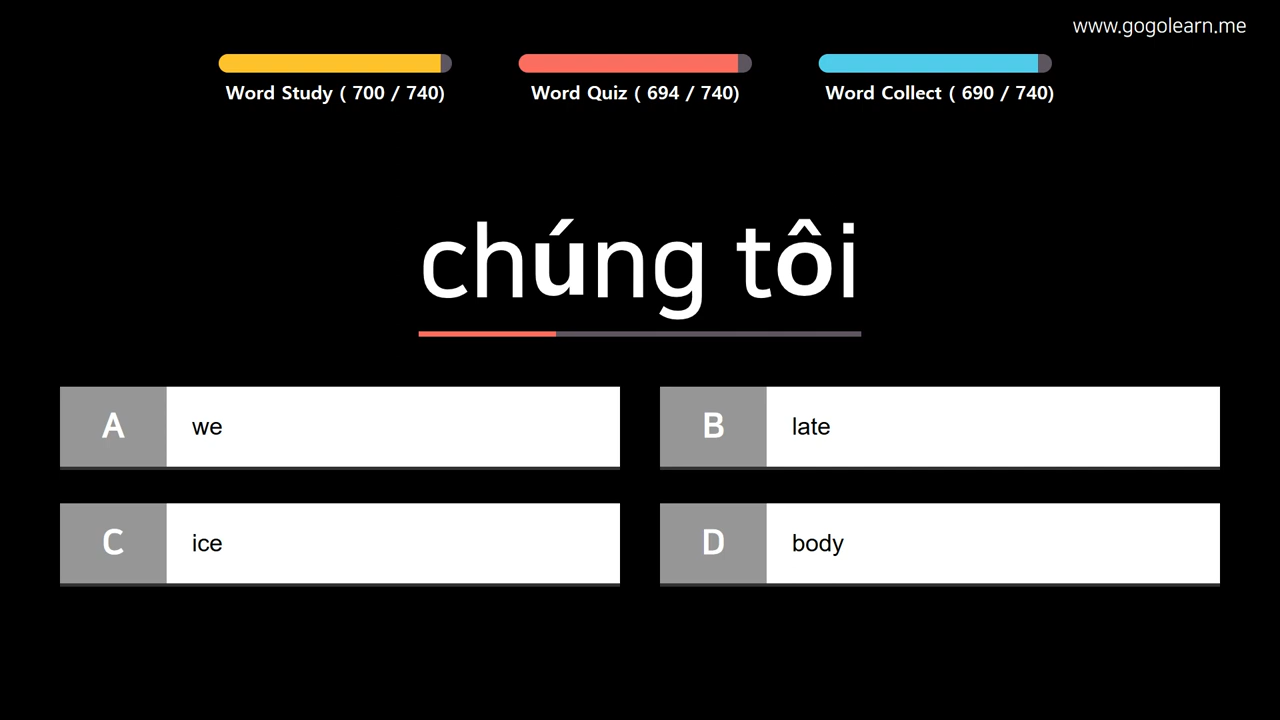 www.gogolearn.me
Word Study ( 700 / 740)
Word Quiz ( 694 / 740)
Word Collect ( 690 / 740)
chúng tôi
A we
B late
C ice
D body